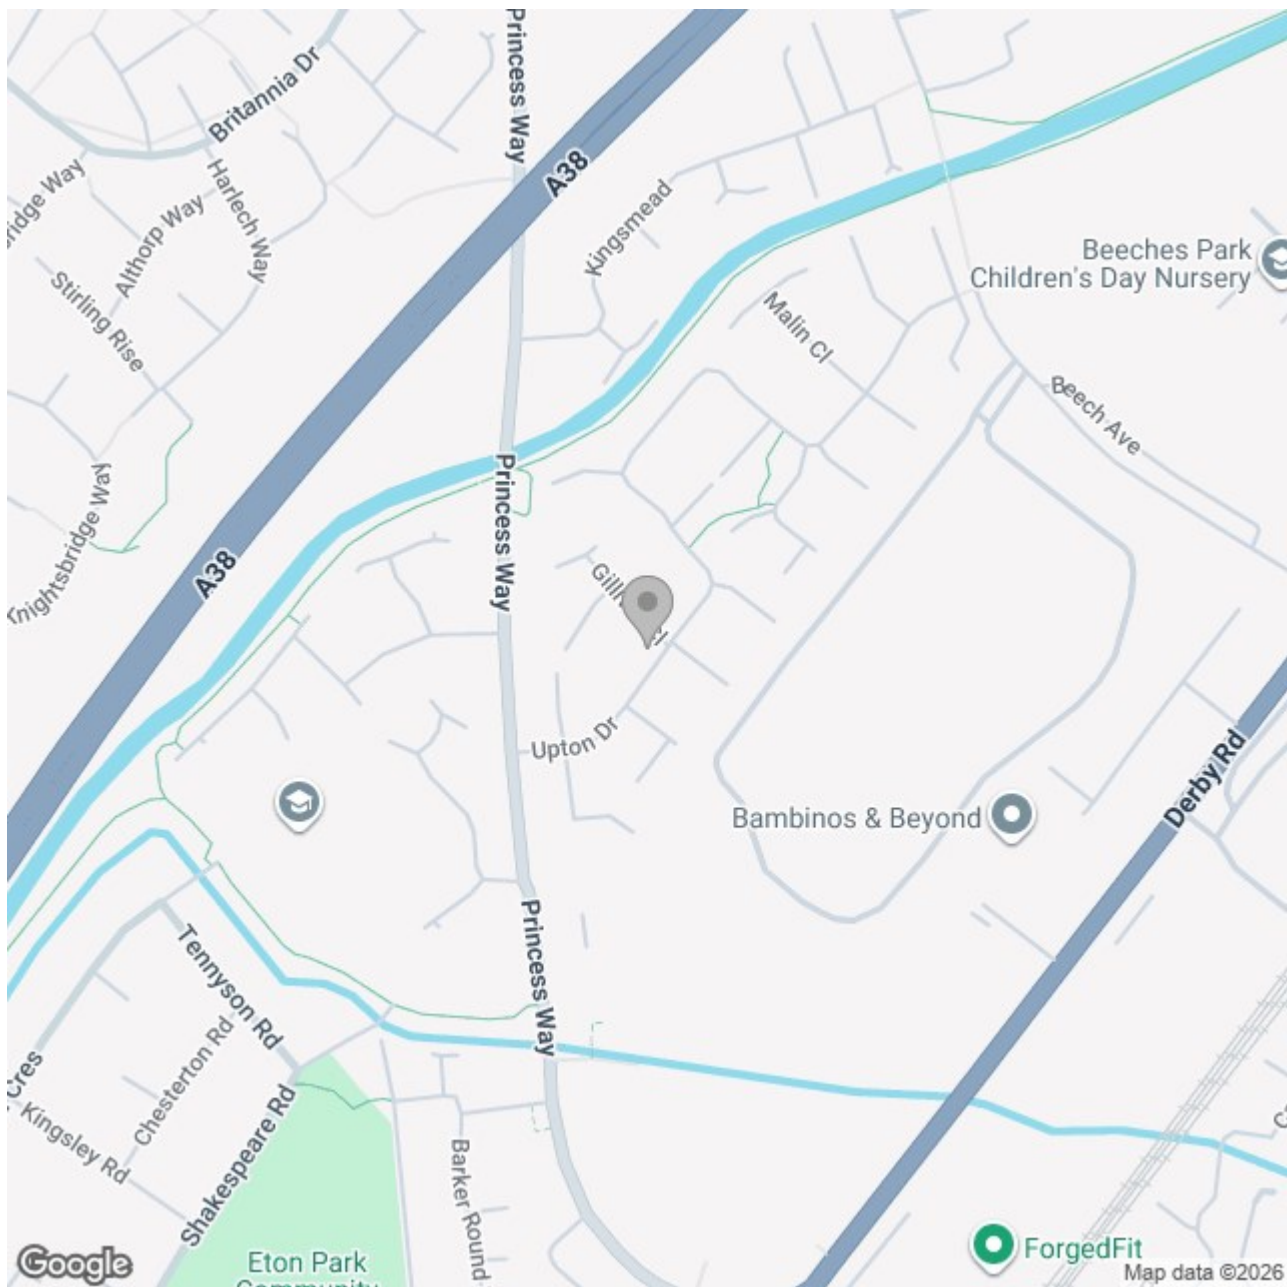 Princess Way
Britannia Dr
A38
Harlech Way
Althorp Way
Kingsmead
Stirling Rise
Beeches Park
Children's Day Nursery
Malin Cl
Beech Ave
Knightsbridge Way
Princess Way
A38
Upton Dr
Derby Rd
Bambinos & Beyond
Princess Way
Tennyson Rd
Chesterton Rd
Kingsley Rd
Shakespeare Rd
Barker Round
Eton Park
Community
ForgedFit
Google
Map data ©2026